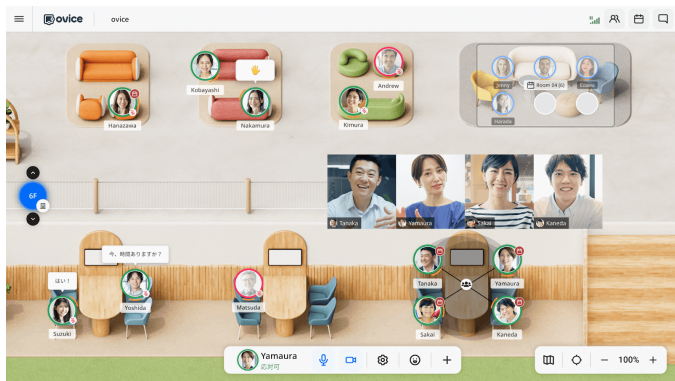 ovice
ovice
Kobayashi
👋
Andrew
Jinny
Room 04 (6)
Hanazawa
Nakamura
Kimura
Harada
6F
Tanaka
Yamaura
Sakai
Kaneda
今、時間ありますか？
はい！
Yoshida
Matsuda
Tanaka
Yamaura
Suzuki
Sakai
Kaneda
Yamaura
応対可
100%